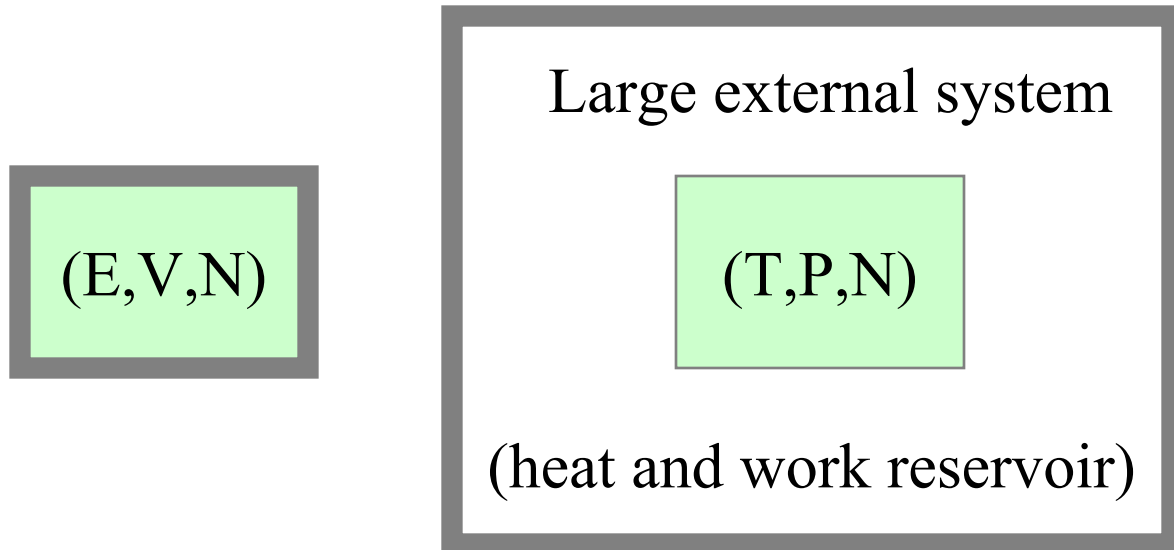 (E,V,N)
Large external system
(T,P,N)
(heat and work reservoir)